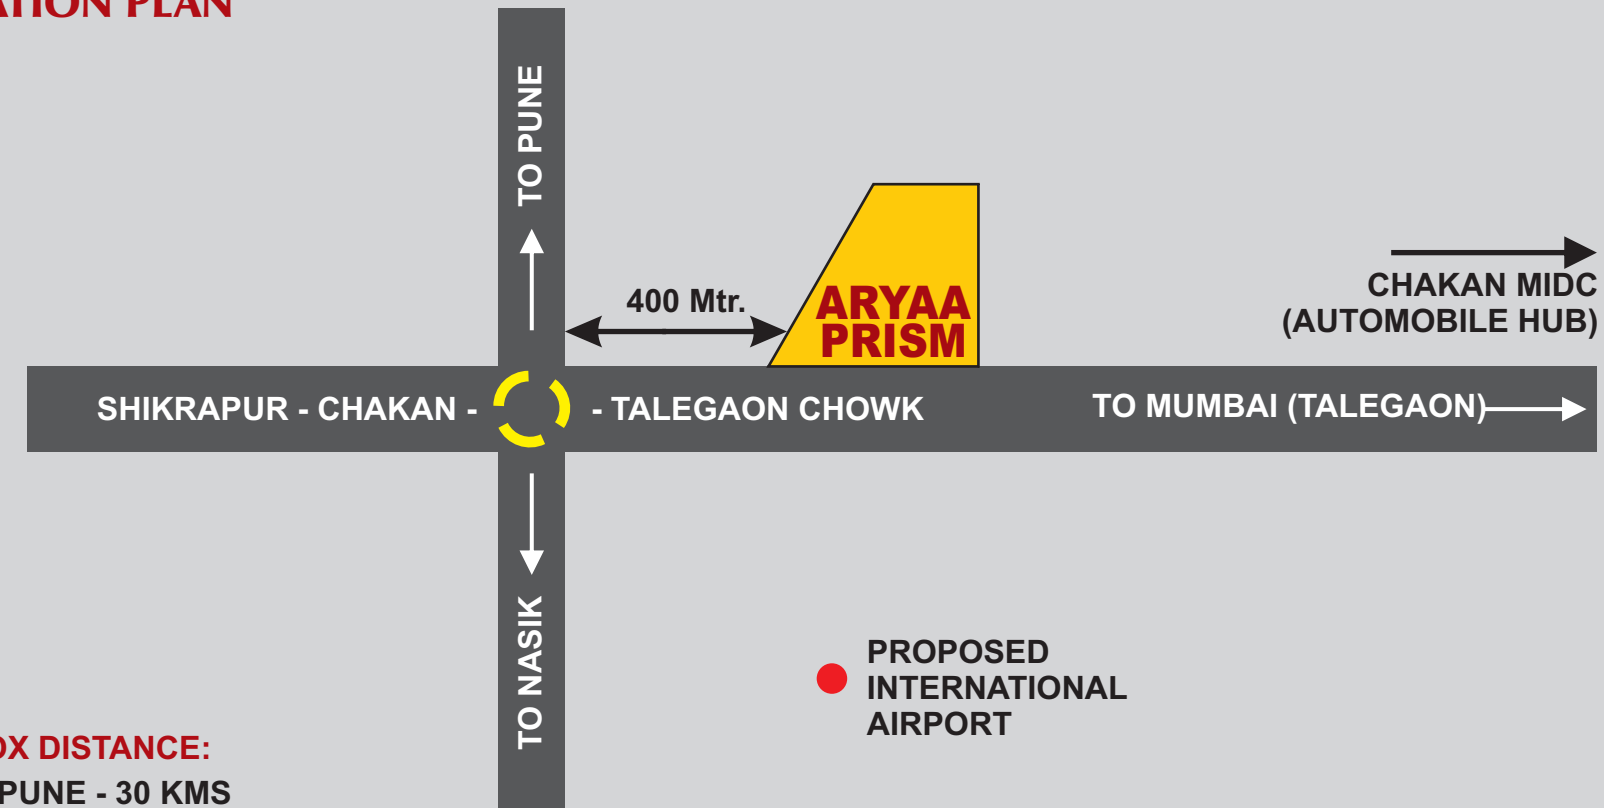 PLAN
TO PUNE
400 Mtr.
ARYAA
PRISM
CHAKAN MIDC
(AUTOMOBILE HUB)
SHIKRAPUR - CHAKAN - - TALEGAON CHOWK
TO MUMBAI (TALEGAON)
TO NASIK
PROPOSED
INTERNATIONAL
AIRPORT
DISTANCE:
PUNE - 30 KMS